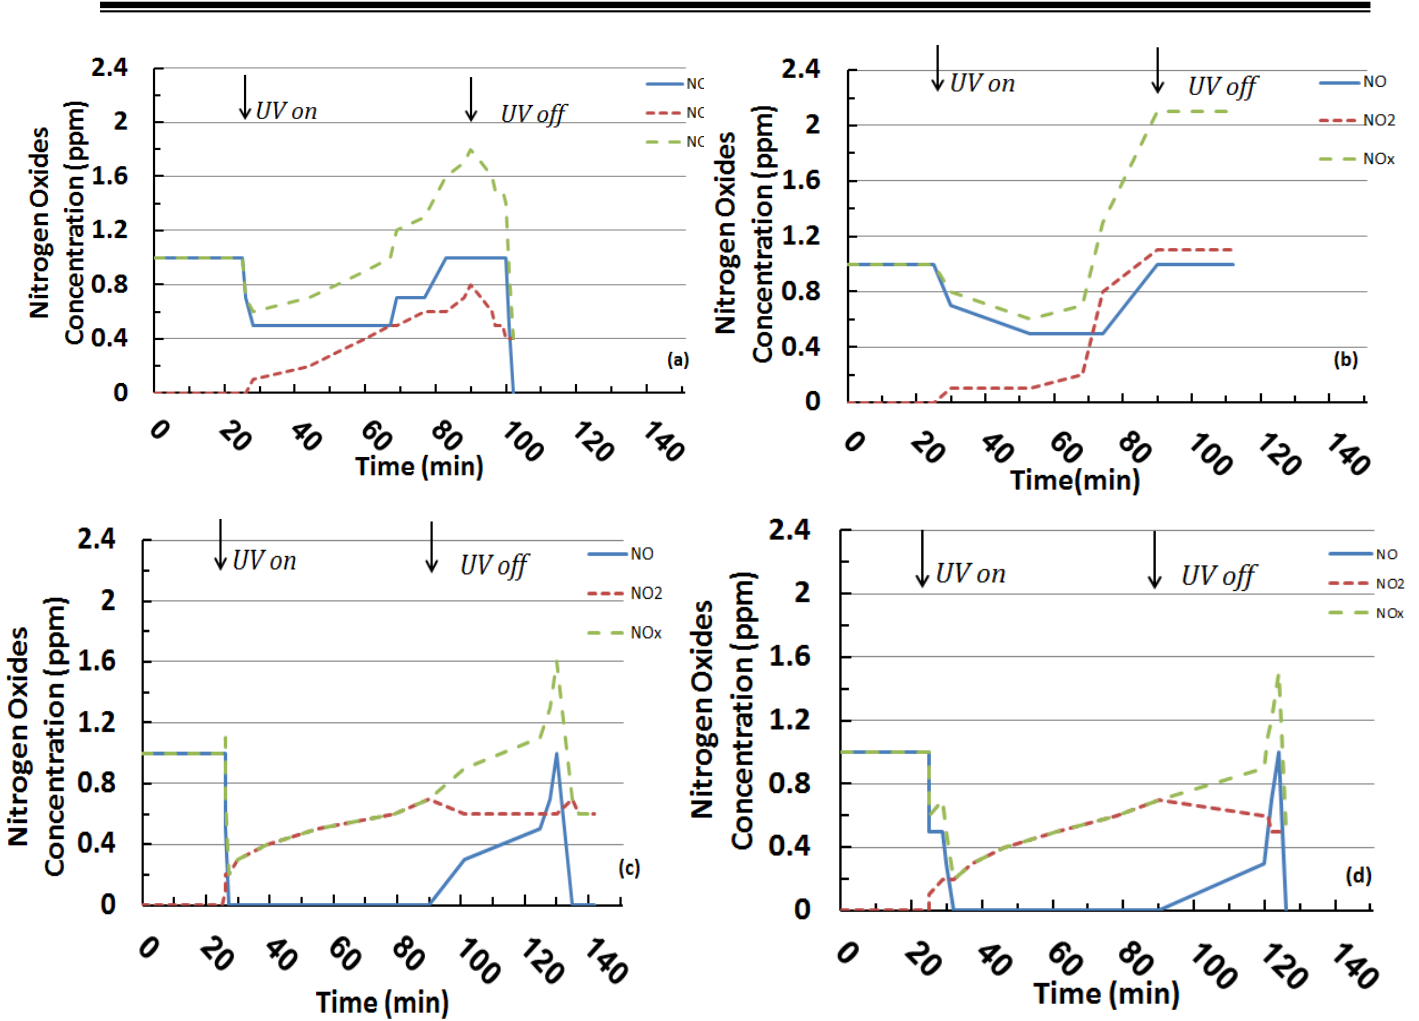 2.4
2
1.6
1.2
0.8
0.4
0
Nitrogen Oxides
Concentration (ppm)
UV on
UV off
NO
NO
NO
(a)
0 20 40 60 80 100 120 140
Time (min)
2.4
2
1.6
1.2
0.8
0.4
0
Nitrogen Oxides
Concentration (ppm)
UV on
UV off
NO
NO2
NOx
(b)
0 20 40 60 80 100 120 140
Time(min)
2.4
2
1.6
1.2
0.8
0.4
0
Nitrogen Oxides
Concentration (ppm)
UV on
UV off
NO
NO2
NOx
(c)
0 20 40 60 80 100 120 140
Time (min)
2.4
2
1.6
1.2
0.8
0.4
0
Nitrogen Oxides
Concentration (ppm)
UV on
UV off
NO
NO2
NOx
(d)
0 20 40 60 80 100 120 140
Time (min)